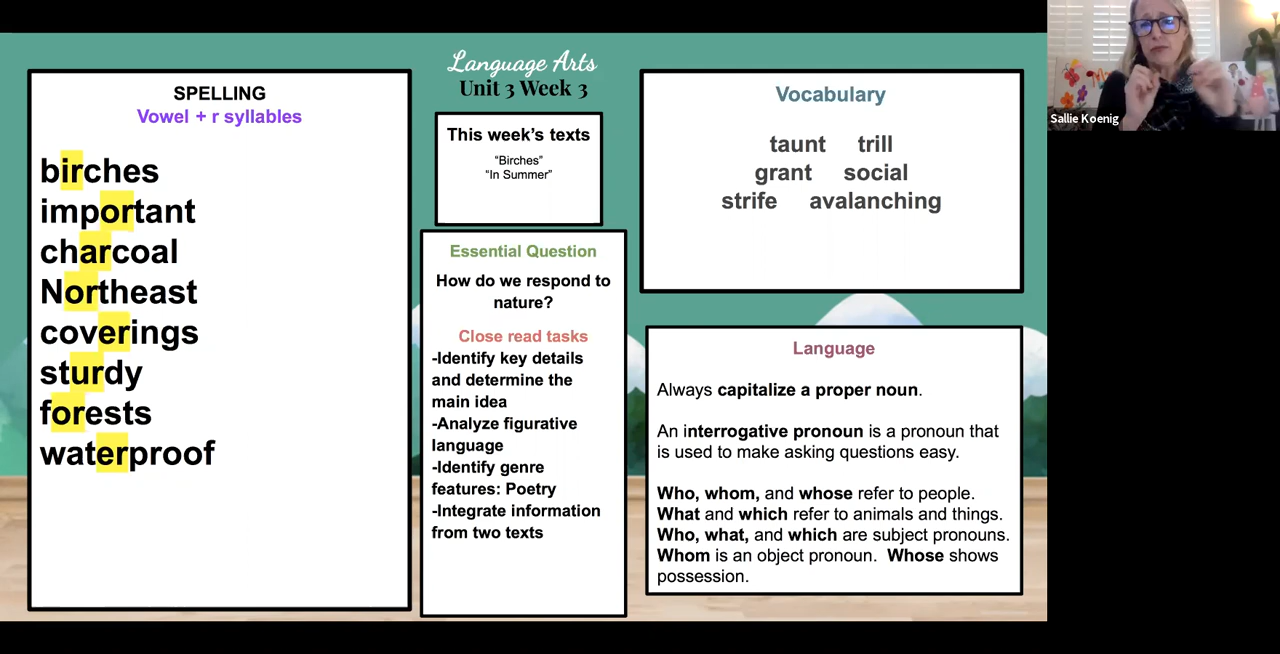 Language Arts
Unit 3 Week 3
SPELLING
Vowel + r syllables
birches
important
charcoal
Northeast
coverings
sturdy
forests
waterproof
This week's texts
"Birches"
"In Summer"
Essential Question
How do we respond to
nature?
Close read tasks
-Identify key details
and determine the
main idea
-Analyze figurative
language
-Identify genre
features: Poetry
-Integrate information
from two texts
Vocabulary
taunt trill
grant social
strife avalanching
Language
Always capitalize a proper noun.
An interrogative pronoun is a pronoun that
is used to make asking questions easy.
Who, whom, and whose refer to people.
What and which refer to animals and things.
Who, what, and which are subject pronouns.
Whom is an object pronoun. Whose shows
possession.
Sallie Koenig